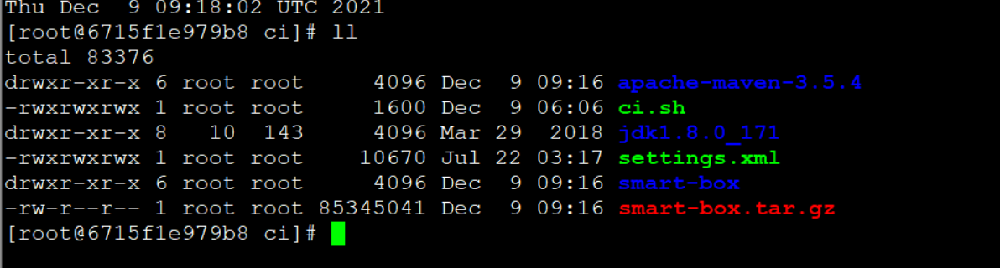 Thu Dec  9 09:18:02 UTC 2021
[root@6715f1e979b8 ci]# ll
total 83376
drwxr-xr-x 6 root root     4096 Dec  9 09:16 apache-maven-3.5.4
-rwxrwxrwx 1 root root     1600 Dec  9 06:06 ci.sh
drwxr-xr-x 8   10  143     4096 Mar 29  2018 jdk1.8.0_171
-rwxrwxrwx 1 root root    10670 Jul 22 03:17 settings.xml
drwxr-xr-x 6 root root     4096 Dec  9 09:16 smart-box
-rw-r--r-- 1 root root 85345041 Dec  9 09:16 smart-box.tar.gz
[root@6715f1e979b8 ci]#